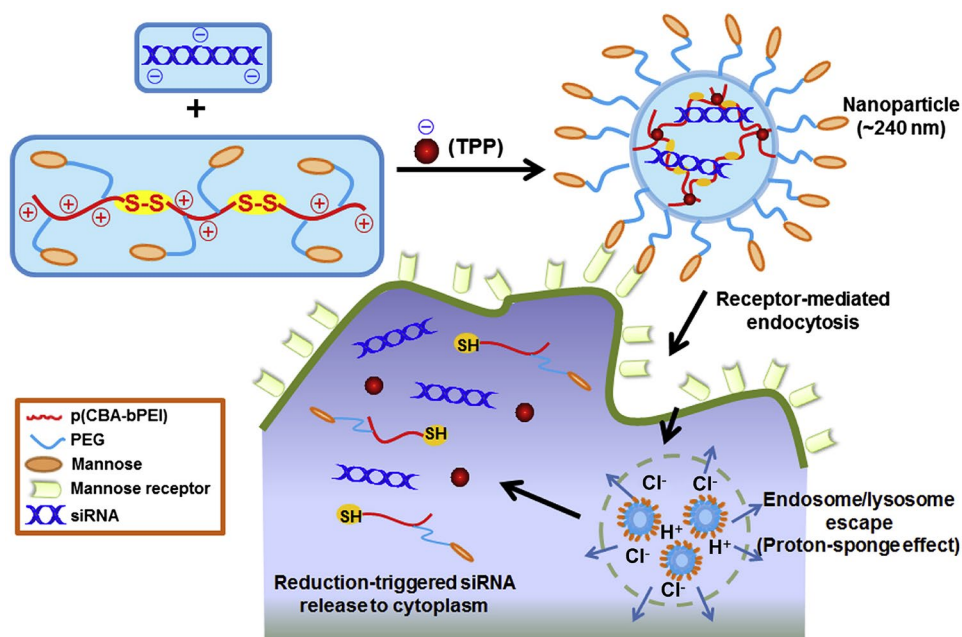 +
(TPP)
Nanoparticle
(~240 nm)
S-S
S-S
Receptor-mediated
endocytosis
SH
SH
SH
p(CBA-bPEI)
PEG
Mannose
Mannose receptor
siRNA
Cl-
Cl-
H+
H+
Cl-
Cl-
Endosome/lysosome
escape
(Proton-sponge effect)
Reduction-triggered siRNA
release to cytoplasm